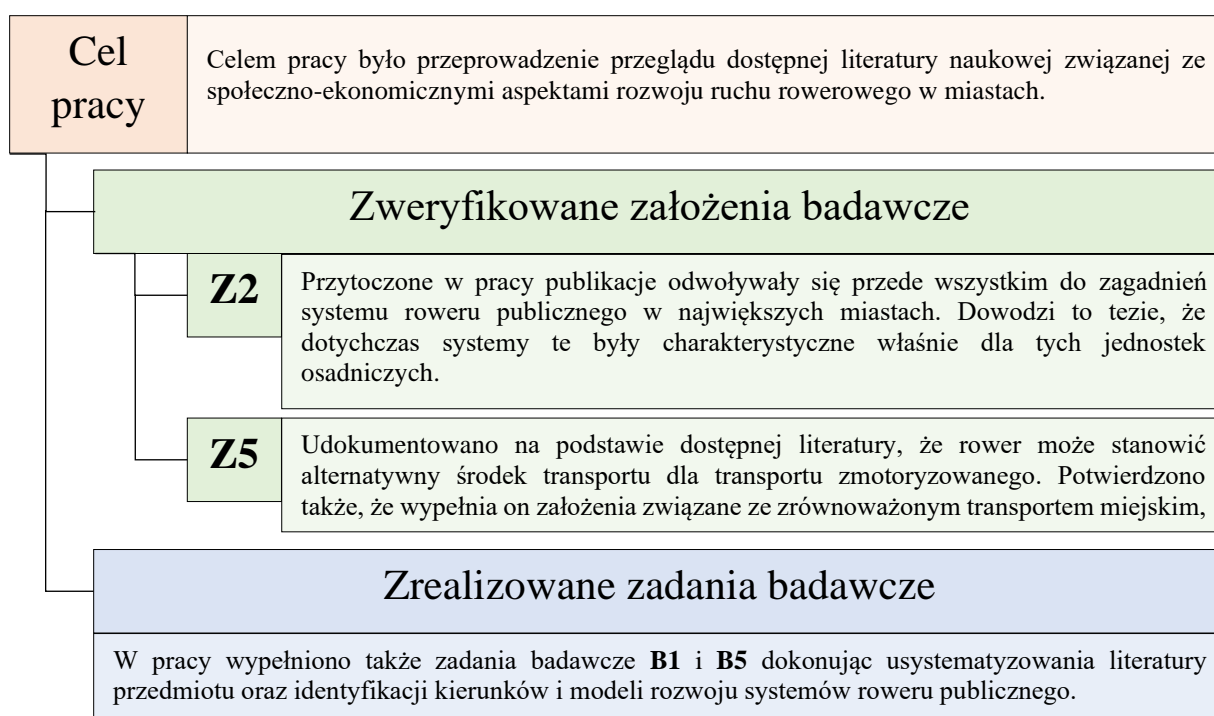 Cel
pracy
Celem pracy było przeprowadzenie przeglądu dostępnej literatury naukowej związanej ze
społeczno-ekonomicznymi aspektami rozwoju ruchu rowerowego w miastach.
Zweryfikowane założenia badawcze
Z2
Przytoczone w pracy publikacje odwoływały się przede wszystkim do zagadnień
systemu roweru publicznego w największych miastach. Dowodzi to tezie, że
dotychczas systemy te były charakterystyczne właśnie dla tych jednostek
osadniczych.
Z5
Udokumentowano na podstawie dostępnej literatury, że rower może stanowić
alternatywny środek transportu dla transportu zmotoryzowanego. Potwierdzono
także, że wypełnia on założenia związane ze zrównoważonym transportem miejskim,
Zrealizowane zadania badawcze
W pracy wypełniono także zadania badawcze B1 i B5 dokonując usystematyzowania literatury
przedmiotu oraz identyfikacji kierunków i modeli rozwoju systemów roweru publicznego.